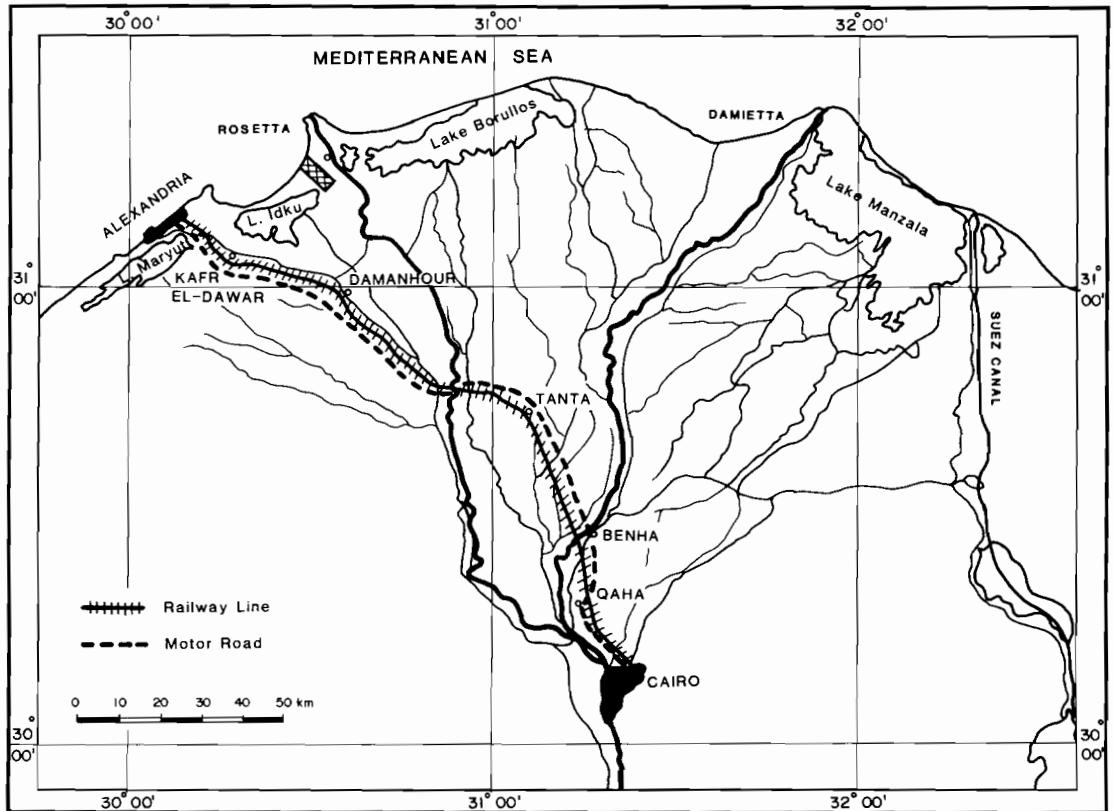 30° 00'
31° 00'
32° 00'
MEDITERRANEAN SEA
ROSETTA
Lake Borullos
DAMIETTA
ALEXANDRIA
L. Idku
Lake Manzala
Maryut
KAFR
EL-DAWAR
DAMANHOUR
31°
00'
31°
00'
SUEZ CANAL
TANTA
BENHA
QAHA
Railway Line
Motor Road
CAIRO
0 10 20 30 40 50 km
30°
00'
30°
00'
30° 00'
31° 00'
32° 00'